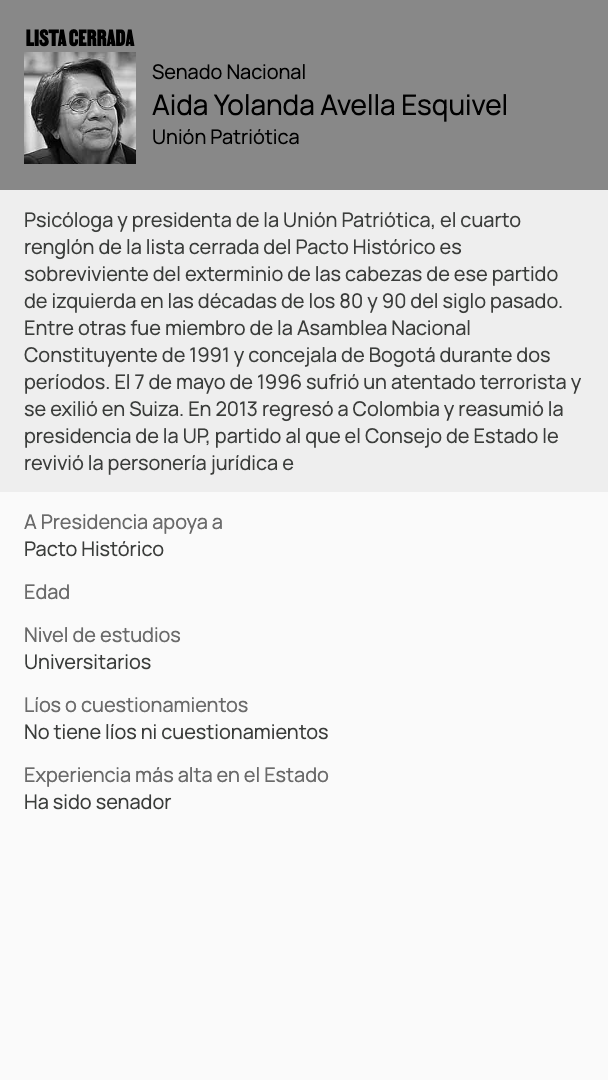 LISTA CERRADA
Senado Nacional
Aida Yolanda Avella Esquivel
Unión Patriótica
Psicóloga y presidenta de la Unión Patriótica, el cuarto
renglón de la lista cerrada del Pacto Histórico es
sobreviviente del exterminio de las cabezas de ese partido
de izquierda en las décadas de los 80 y 90 del siglo pasado.
Entre otras fue miembro de la Asamblea Nacional
Constituyente de 1991 y concejala de Bogotá durante dos
períodos. El 7 de mayo de 1996 sufrió un atentado terrorista y
se exilió en Suiza. En 2013 regresó a Colombia y reasumió la
presidencia de la UP, partido al que el Consejo de Estado le
revivió la personería jurídica e
A Presidencia apoya a
Pacto Histórico
Edad
Nivel de estudios
Universitarios
Líos o cuestionamientos
No tiene líos ni cuestionamientos
Experiencia más alta en el Estado
Ha sido senador